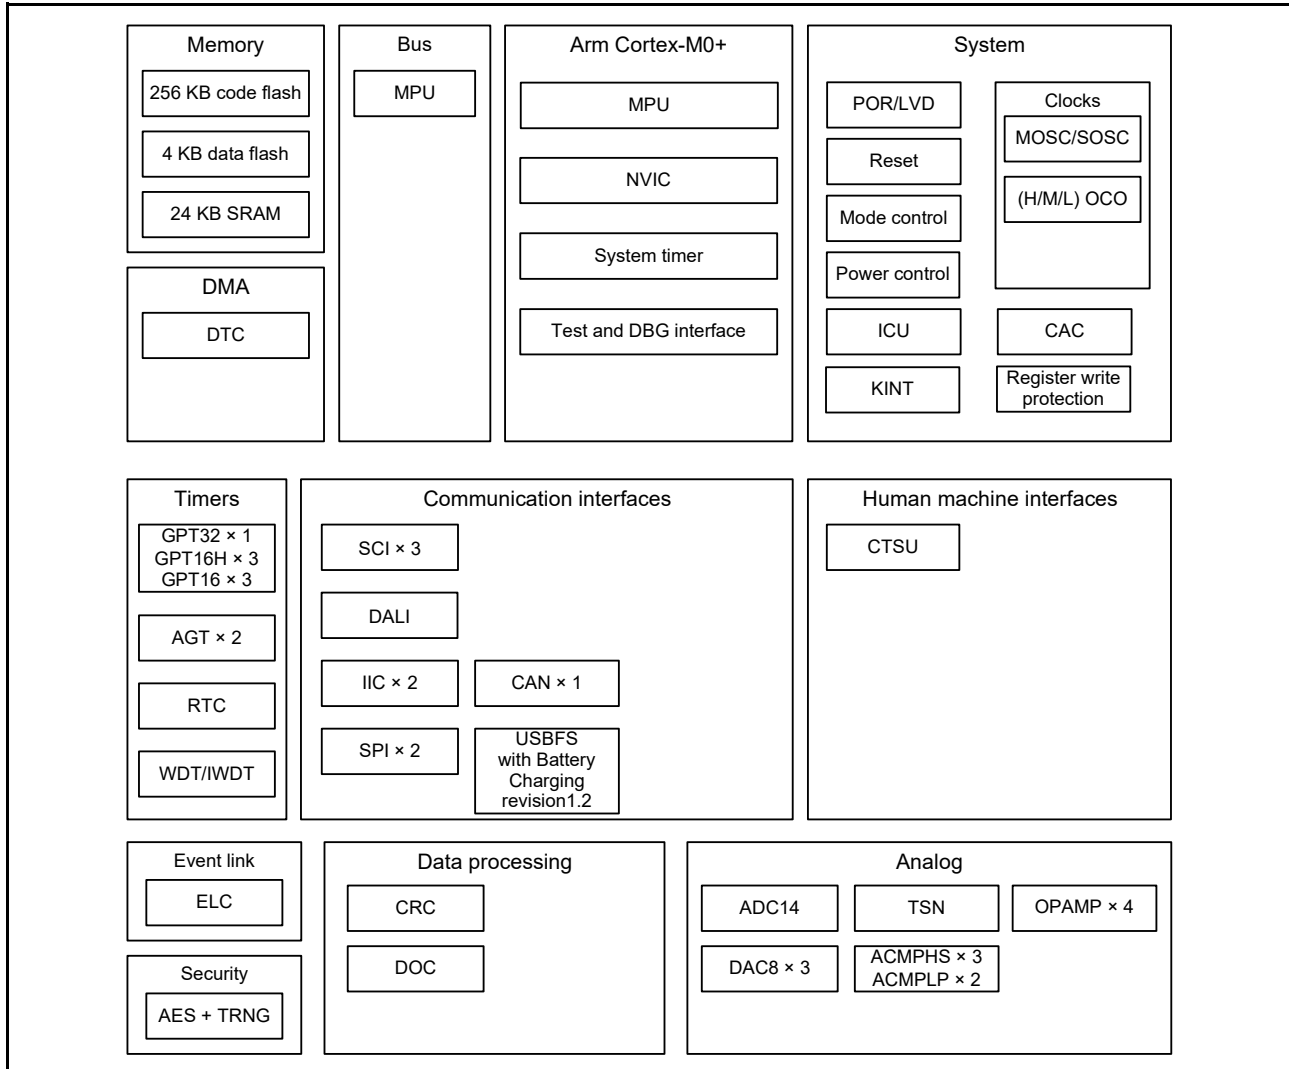 Memory
256 KB code flash
4 KB data flash
24 KB SRAM
DMA
DTC
Bus
MPU
Arm Cortex-M0+
MPU
NVIC
System timer
Test and DBG interface
System
POR/LVD
Reset
Mode control
Power control
ICU
KINT
Clocks
MOSC/SOSC
(H/M/L) OCO
CAC
Register write
protection
Timers
GPT32 × 1
GPT16H × 3
GPT16 × 3
AGT × 2
RTC
WDT/IWDT
Communication interfaces
SCI × 3
DALI
IIC × 2
SPI × 2
CAN × 1
USBFS
with Battery
Charging
revision1.2
Human machine interfaces
CTSU
Event link
ELC
Security
AES + TRNG
Data processing
CRC
DOC
Analog
ADC14
TSN
OPAMP × 4
DAC8 × 3
ACMPHS × 3
ACMPLP × 2